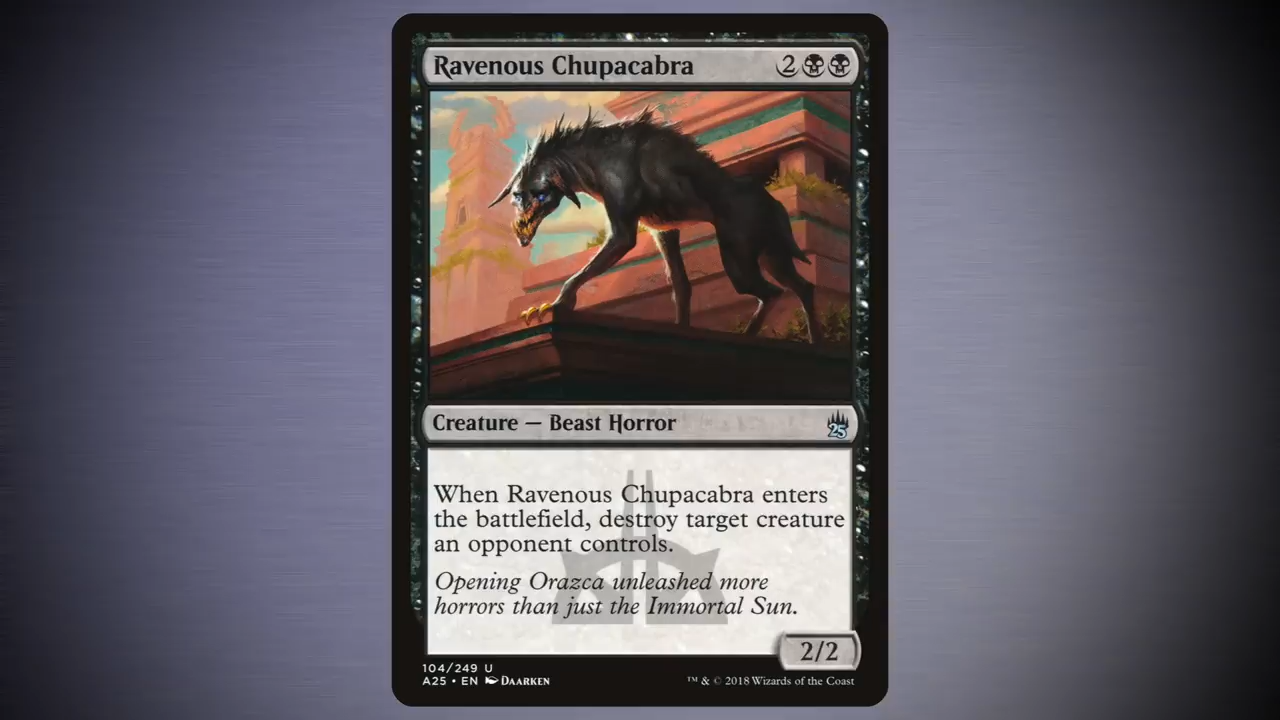 Ravenous Chupacabra 2
Creature — Beast Horror
25
When Ravenous Chupacabra enters
the battlefield, destroy target creature
an opponent controls.
Opening Orazca unleashed more
horrors than just the Immortal Sun.
2/2
104/249 U
A25 • EN DAARKEN
™ & © 2018 Wizards of the Coast